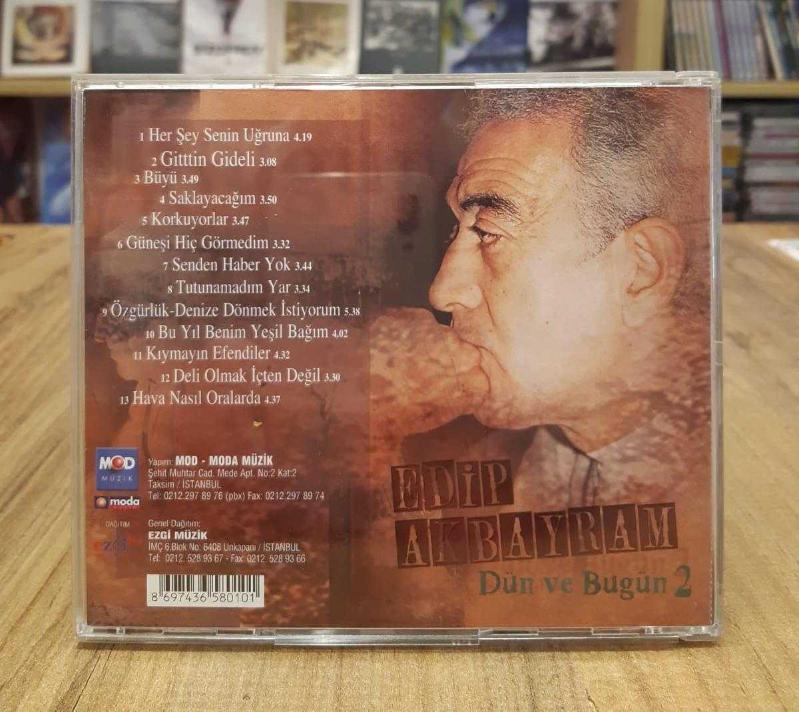 1 Her Şey Senin Uğruna 4.19
2 Gitttin Gideli 3.08
3 Büyü 3.49
4 Saklayacağım 3.50
5 Korkuyorlar 3.47
6 Güneşi Hiç Görmedim 3.32
7 Senden Haber Yok 3.44
8 Tutunamadım Yar 3.34
9 Özgürlük-Denize Dönmek İstiyorum 5.38
10 Bu Yıl Benim Yeşil Bağım 4.02
11 Kıymayın Efendiler 4.32
12 Deli Olmak İçten Değil 3.30
13 Hava Nasıl Oralarda 4.37
EDİP
AKBAYRAM
Dün ve Bugün 2
MOD
MÜZİK
moda
Yapım: MOD - MODA MÜZİK
Şehit Muhtar Cad. Mede Apt. No:2 Kat:2
Taksim / İSTANBUL
Tel: 0212.297 89 76 (pbx) Fax: 0212.297 89 74
DAĞITIM
ezgi
Genel Dağıtım:
EZGİ MÜZİK
İMÇ 6.Blok No: 6408 Unkapanı / İSTANBUL
Tel: 0212. 528 93 67 - Fax: 0212. 528 93 66
8 697436 580101